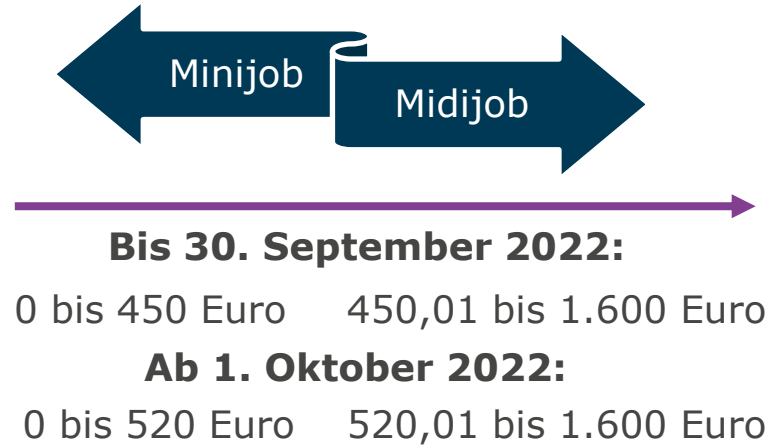 Minijob
Midijob
Bis 30. September 2022:
0 bis 450 Euro 450,01 bis 1.600 Euro
Ab 1. Oktober 2022:
0 bis 520 Euro 520,01 bis 1.600 Euro